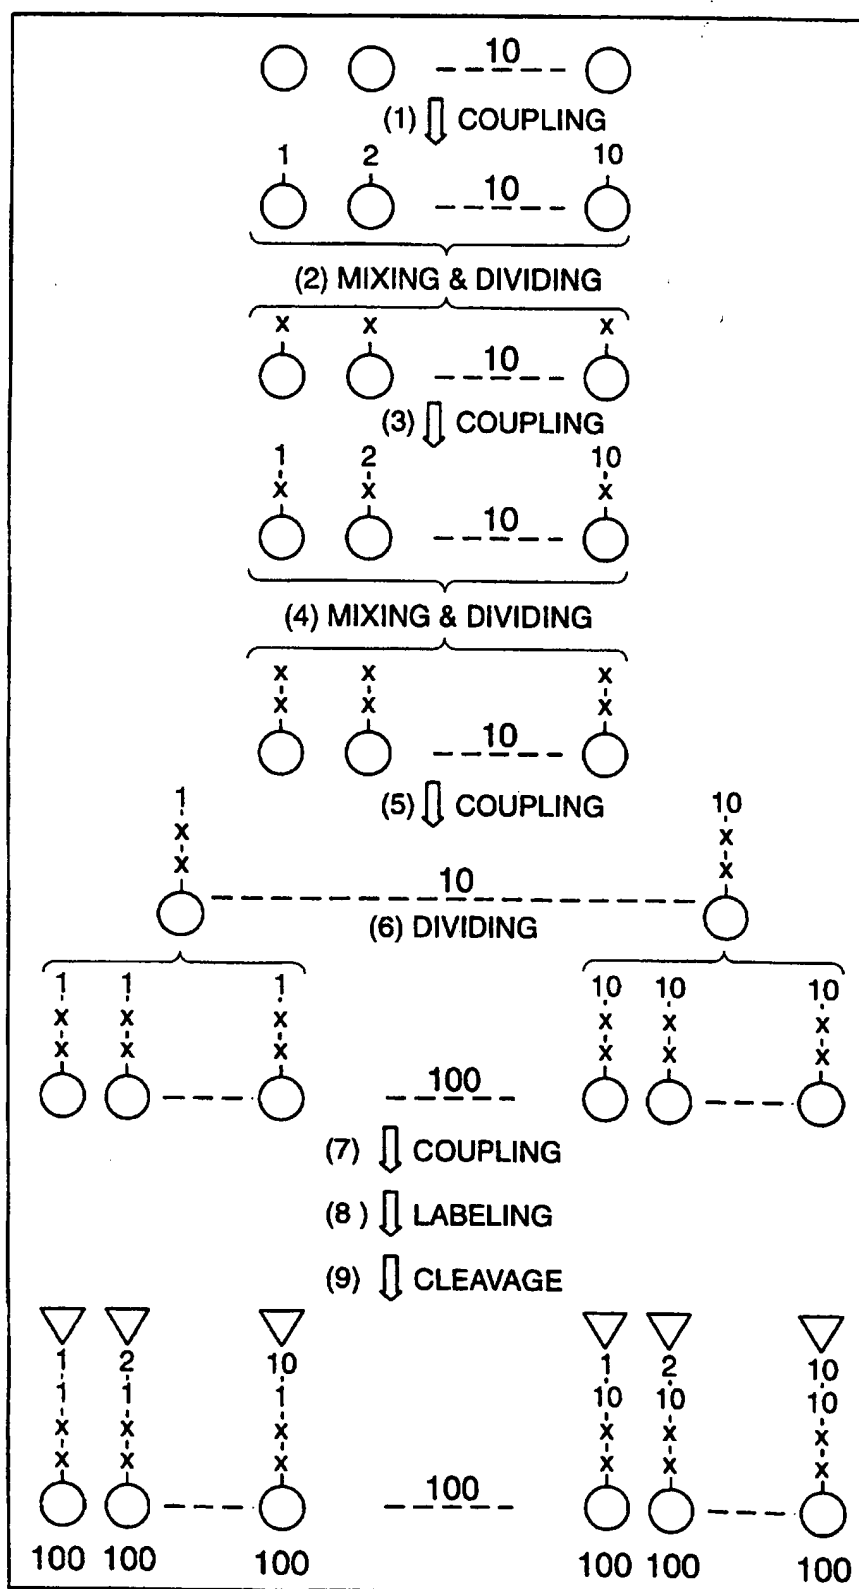 10
(1) COUPLING
1 2 10
10
(2) MIXING & DIVIDING
x x x
10
(3) COUPLING
1 2 10
x x x
10
(4) MIXING & DIVIDING
x x x
x x x
10
(5) COUPLING
1 10
x x
x x
10
(6) DIVIDING
1 1 1 10 10 10
x x x x x x
x x x x x x
100
(7) COUPLING
(8) LABELING
(9) CLEAVAGE
1 2 10 1 2 10
1 1 1 10 10 10
x x x x x x
x x x x x x
100
100 100 100 100 100 100